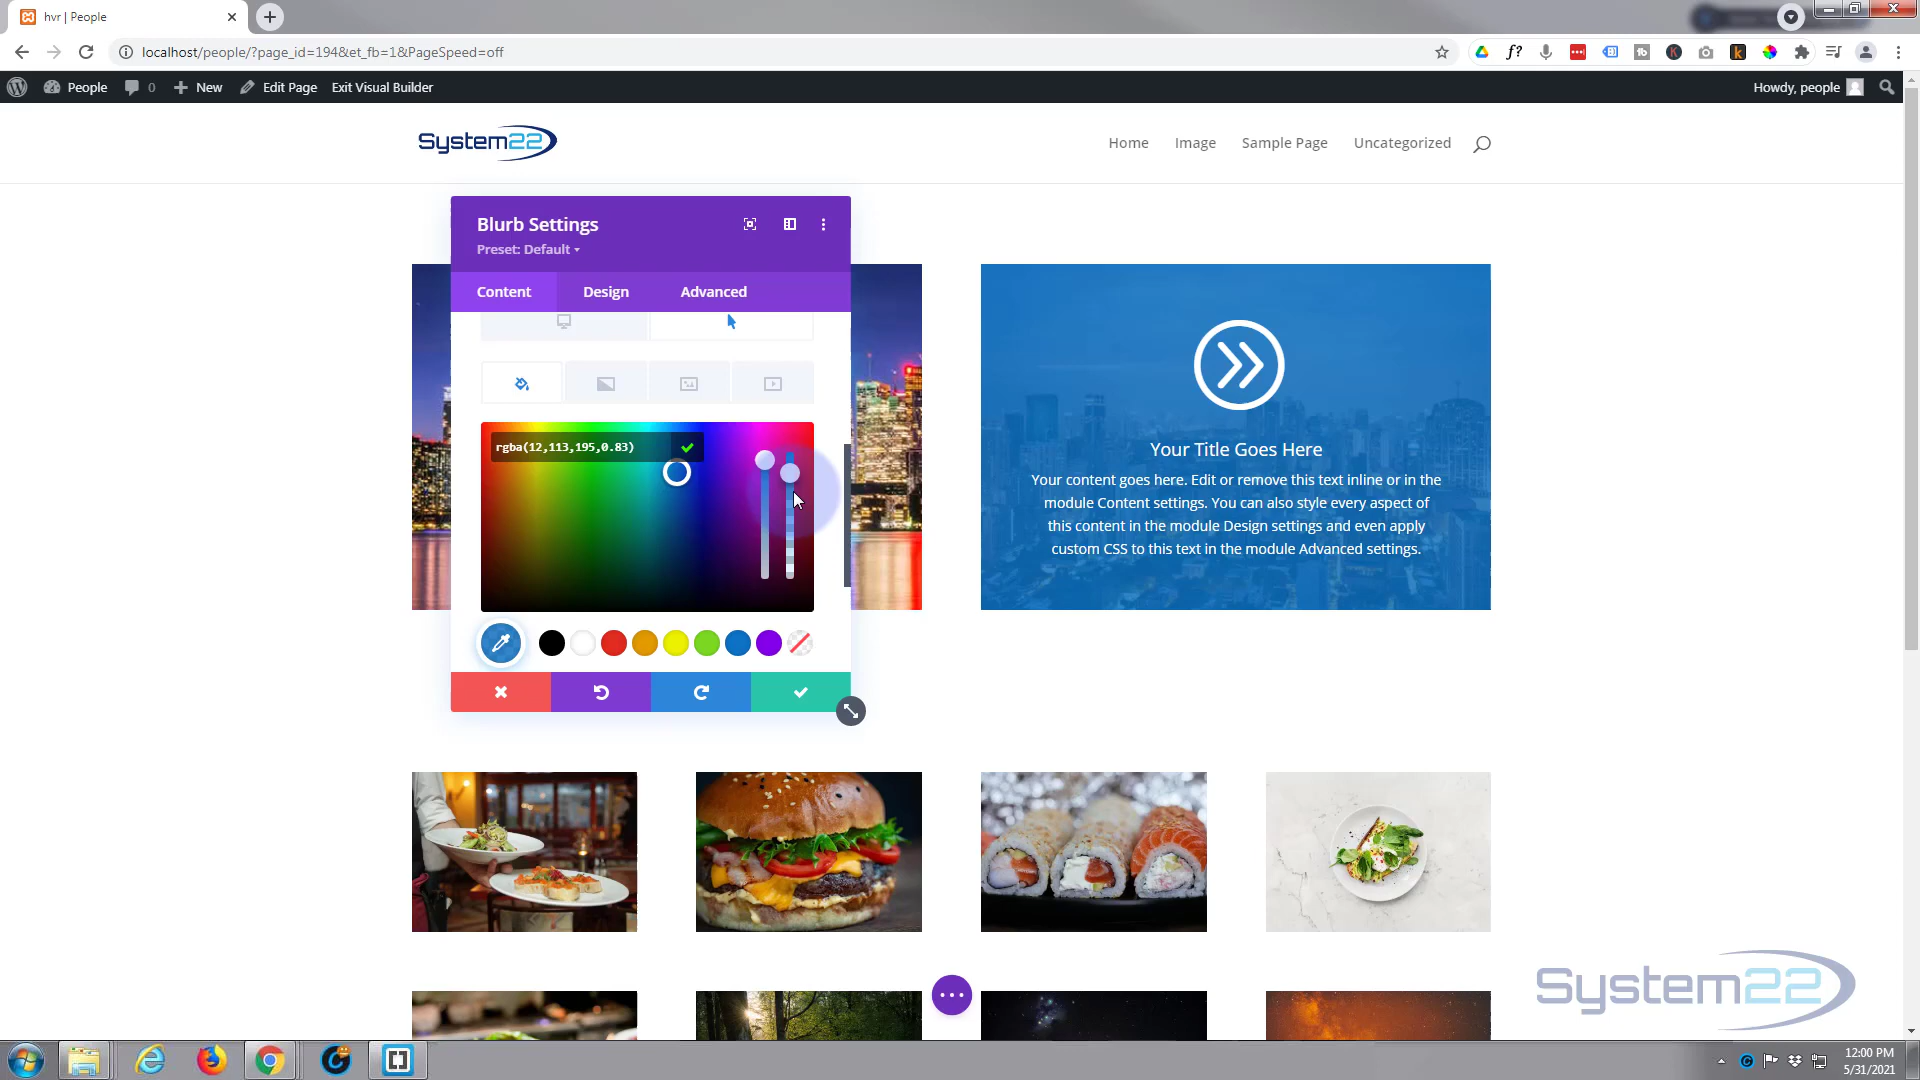 hvr | People
localhost/people/?page_id=194&et_fb=1&PageSpeed=off
f?
People
0
New
Edit Page
Exit Visual Builder
Howdy, people
System22
Home
Image
Sample Page
Uncategorized
Blurb Settings
Preset: Default
Content
Design
Advanced
rgba(12,113,195,0.83)
Your Title Goes Here
Your content goes here. Edit or remove this text inline or in the
module Content settings. You can also style every aspect of
this content in the module Design settings and even apply
custom CSS to this text in the module Advanced settings.
System22
12:00 PM
5/31/2021